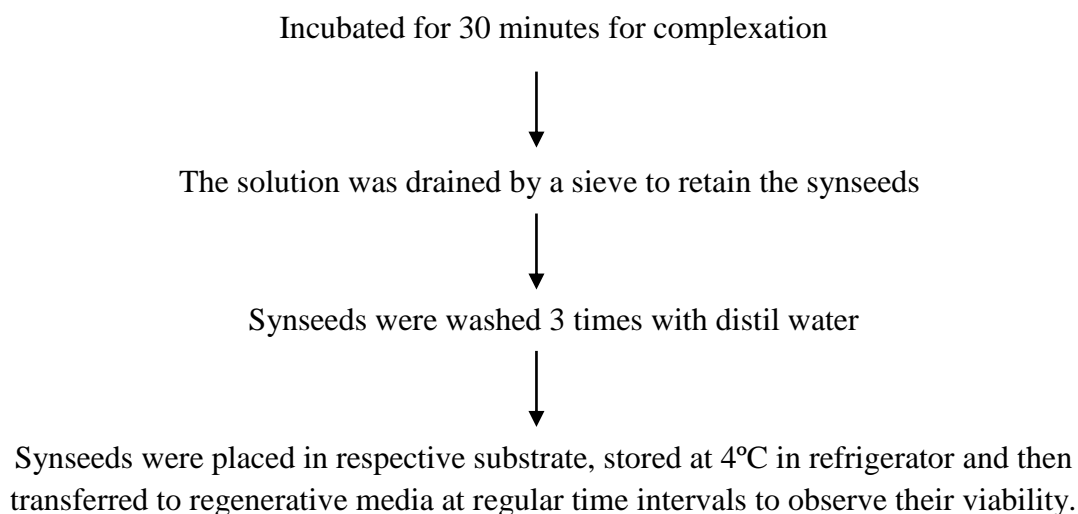 Incubated for 30 minutes for complexation
The solution was drained by a sieve to retain the synseeds
Synseeds were washed 3 times with distil water
Synseeds were placed in respective substrate, stored at 4ºC in refrigerator and then
transferred to regenerative media at regular time intervals to observe their viability.